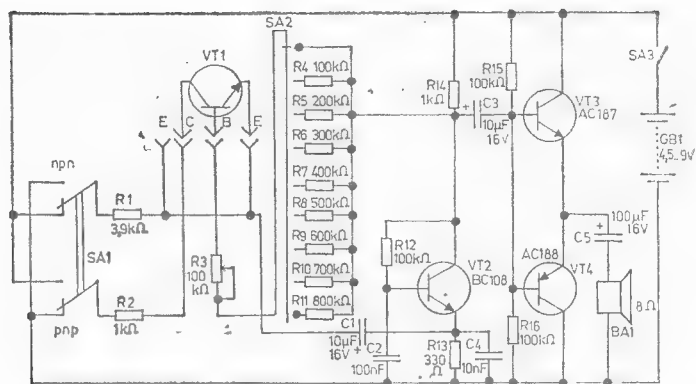 SA2
VT1
E C B E
npn
R1
3,9kΩ
SA1
R2
1kΩ
pnp
R3
100
kΩ
R4 100kΩ
R5 200kΩ
R6 300kΩ
R7 400kΩ
R8 500kΩ
R9 600kΩ
R10 700kΩ
R11 800kΩ
C1
10µF
16V +
C2
100nF
R12
100kΩ
VT2
BC108
R13
330
Ω
C4
10nF
R14
1kΩ
+ C3
10µF
16V
R15
100kΩ
VT3
AC187
AC188
VT4
R16
100kΩ
100µF
+ 16V
C5
8Ω
BA1
SA3
GB1
4,5...9V